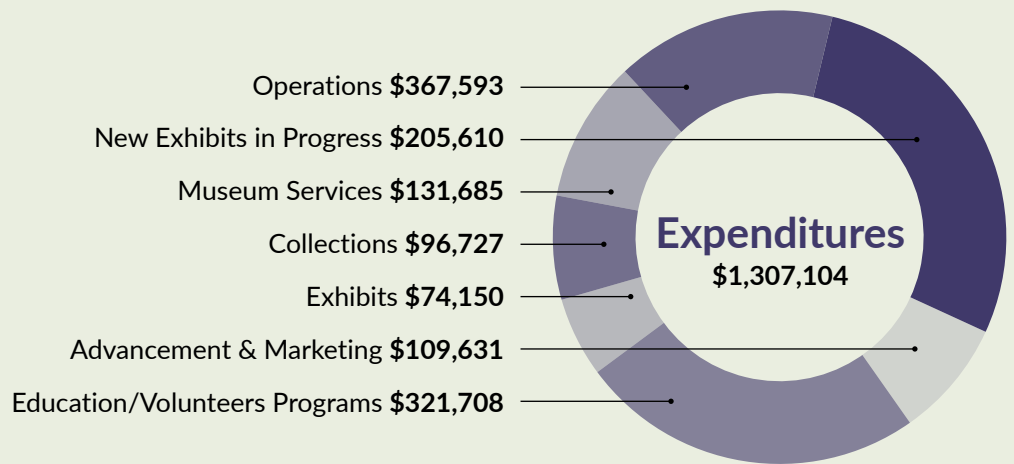 Operations $367,593
New Exhibits in Progress $205,610
Museum Services $131,685
Collections $96,727
Exhibits $74,150
Advancement & Marketing $109,631
Education/Volunteers Programs $321,708
Expenditures
$1,307,104